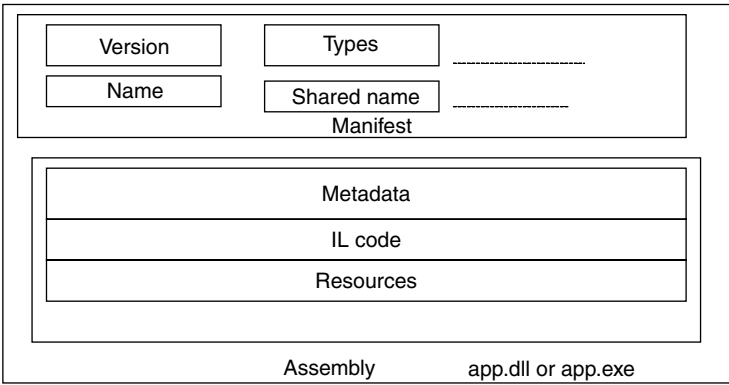 Version
Types
Name
Shared name
Manifest
Metadata
IL code
Resources
Assembly app.dll or app.exe